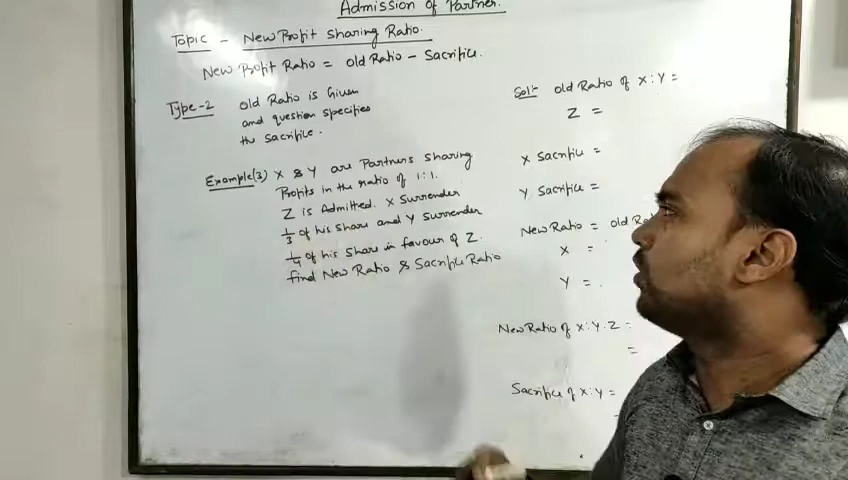 Admission of Partner.
Topic - New Profit sharing Ratio.
New Profit Ratio = old Ratio - Sacrifice.
Type-2 old Ratio is Given
and question specifies
the sacrifice.
Example(3) X & Y are Partners sharing
Profits in the ratio of 1:1.
Z is Admitted. X Surrender
1/3 of his share and Y Surrender
1/4 of his share in favour of Z.
find New Ratio & Sacrifice Ratio
Sol:- old Ratio of X:Y =
Z =
X Sacrifice =
Y Sacrifice =
New Ratio = old
X =
Y =
New Ratio of X:Y:Z =
=
Sacrifice of X:Y =